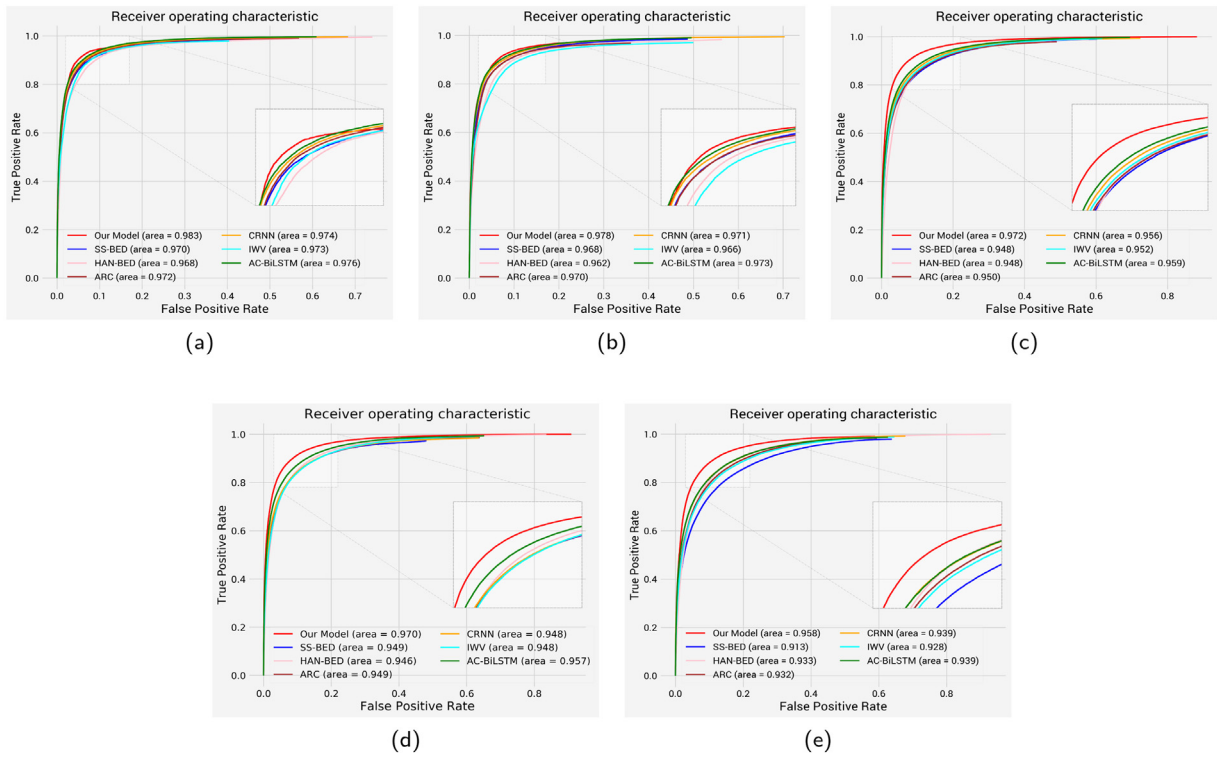 Receiver operating characteristic
True Positive Rate
1.0
0.8
0.6
0.4
0.2
0.0
Our Model (area = 0.983)
SS-BED (area = 0.970)
HAN-BED (area = 0.968)
ARC (area = 0.972)
CRNN (area = 0.974)
IWV (area = 0.973)
AC-BiLSTM (area = 0.976)
0.0 0.1 0.2 0.3 0.4 0.5 0.6 0.7
False Positive Rate
(a)
Receiver operating characteristic
True Positive Rate
1.0
0.8
0.6
0.4
0.2
0.0
Our Model (area = 0.978)
SS-BED (area = 0.968)
HAN-BED (area = 0.962)
ARC (area = 0.970)
CRNN (area = 0.971)
IWV (area = 0.966)
AC-BiLSTM (area = 0.973)
0.0 0.1 0.2 0.3 0.4 0.5 0.6 0.7
False Positive Rate
(b)
Receiver operating characteristic
True Positive Rate
1.0
0.8
0.6
0.4
0.2
0.0
Our Model (area = 0.972)
SS-BED (area = 0.948)
HAN-BED (area = 0.948)
ARC (area = 0.950)
CRNN (area = 0.956)
IWV (area = 0.952)
AC-BiLSTM (area = 0.959)
0.0 0.2 0.4 0.6 0.8
False Positive Rate
(c)
Receiver operating characteristic
True Positive Rate
1.0
0.8
0.6
0.4
0.2
0.0
Our Model (area = 0.970)
SS-BED (area = 0.949)
HAN-BED (area = 0.946)
ARC (area = 0.949)
CRNN (area = 0.948)
IWV (area = 0.948)
AC-BiLSTM (area = 0.957)
0.0 0.2 0.4 0.6 0.8
False Positive Rate
(d)
Receiver operating characteristic
True Positive Rate
1.0
0.8
0.6
0.4
0.2
0.0
Our Model (area = 0.958)
SS-BED (area = 0.913)
HAN-BED (area = 0.933)
ARC (area = 0.932)
CRNN (area = 0.939)
IWV (area = 0.928)
AC-BiLSTM (area = 0.939)
0.0 0.2 0.4 0.6 0.8
False Positive Rate
(e)